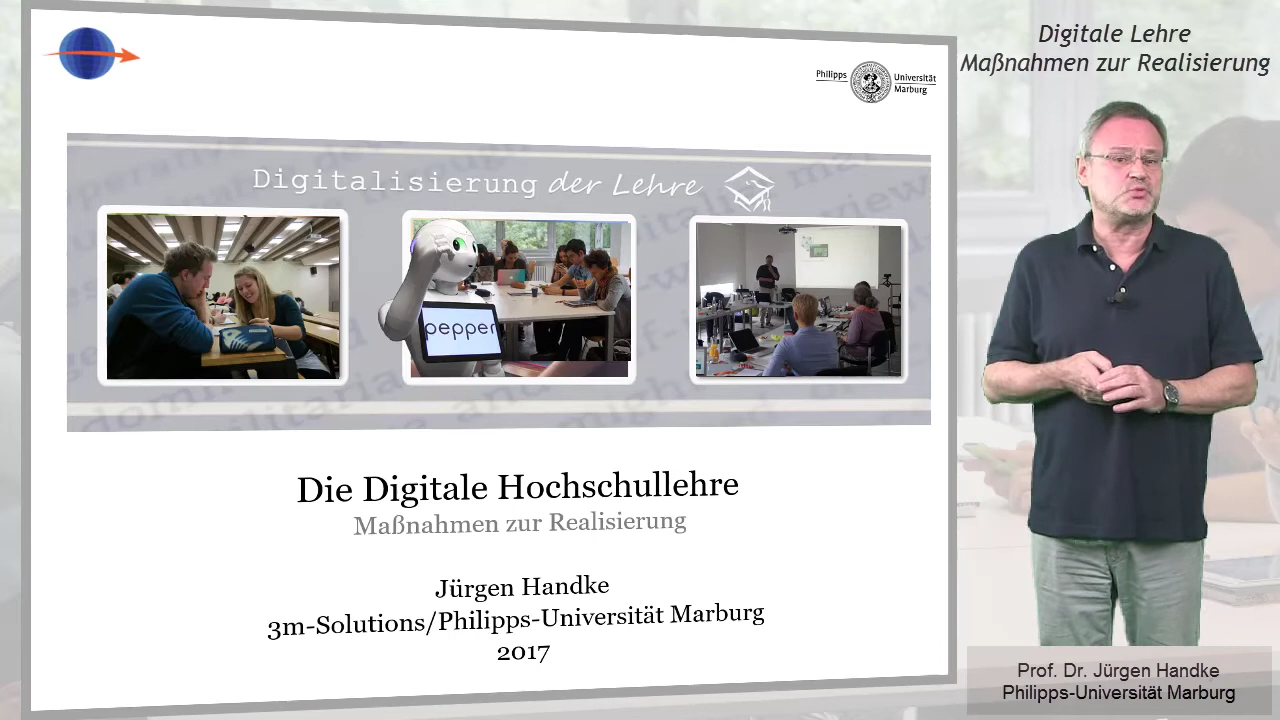 Digitale Lehre
Maßnahmen zur Realisierung
Philipps Universität
Marburg
Digitalisierung der Lehre
pepper
Die Digitale Hochschullehre
Maßnahmen zur Realisierung
Jürgen Handke
3m-Solutions/Philipps-Universität Marburg
2017
Prof. Dr. Jürgen Handke
Philipps-Universität Marburg